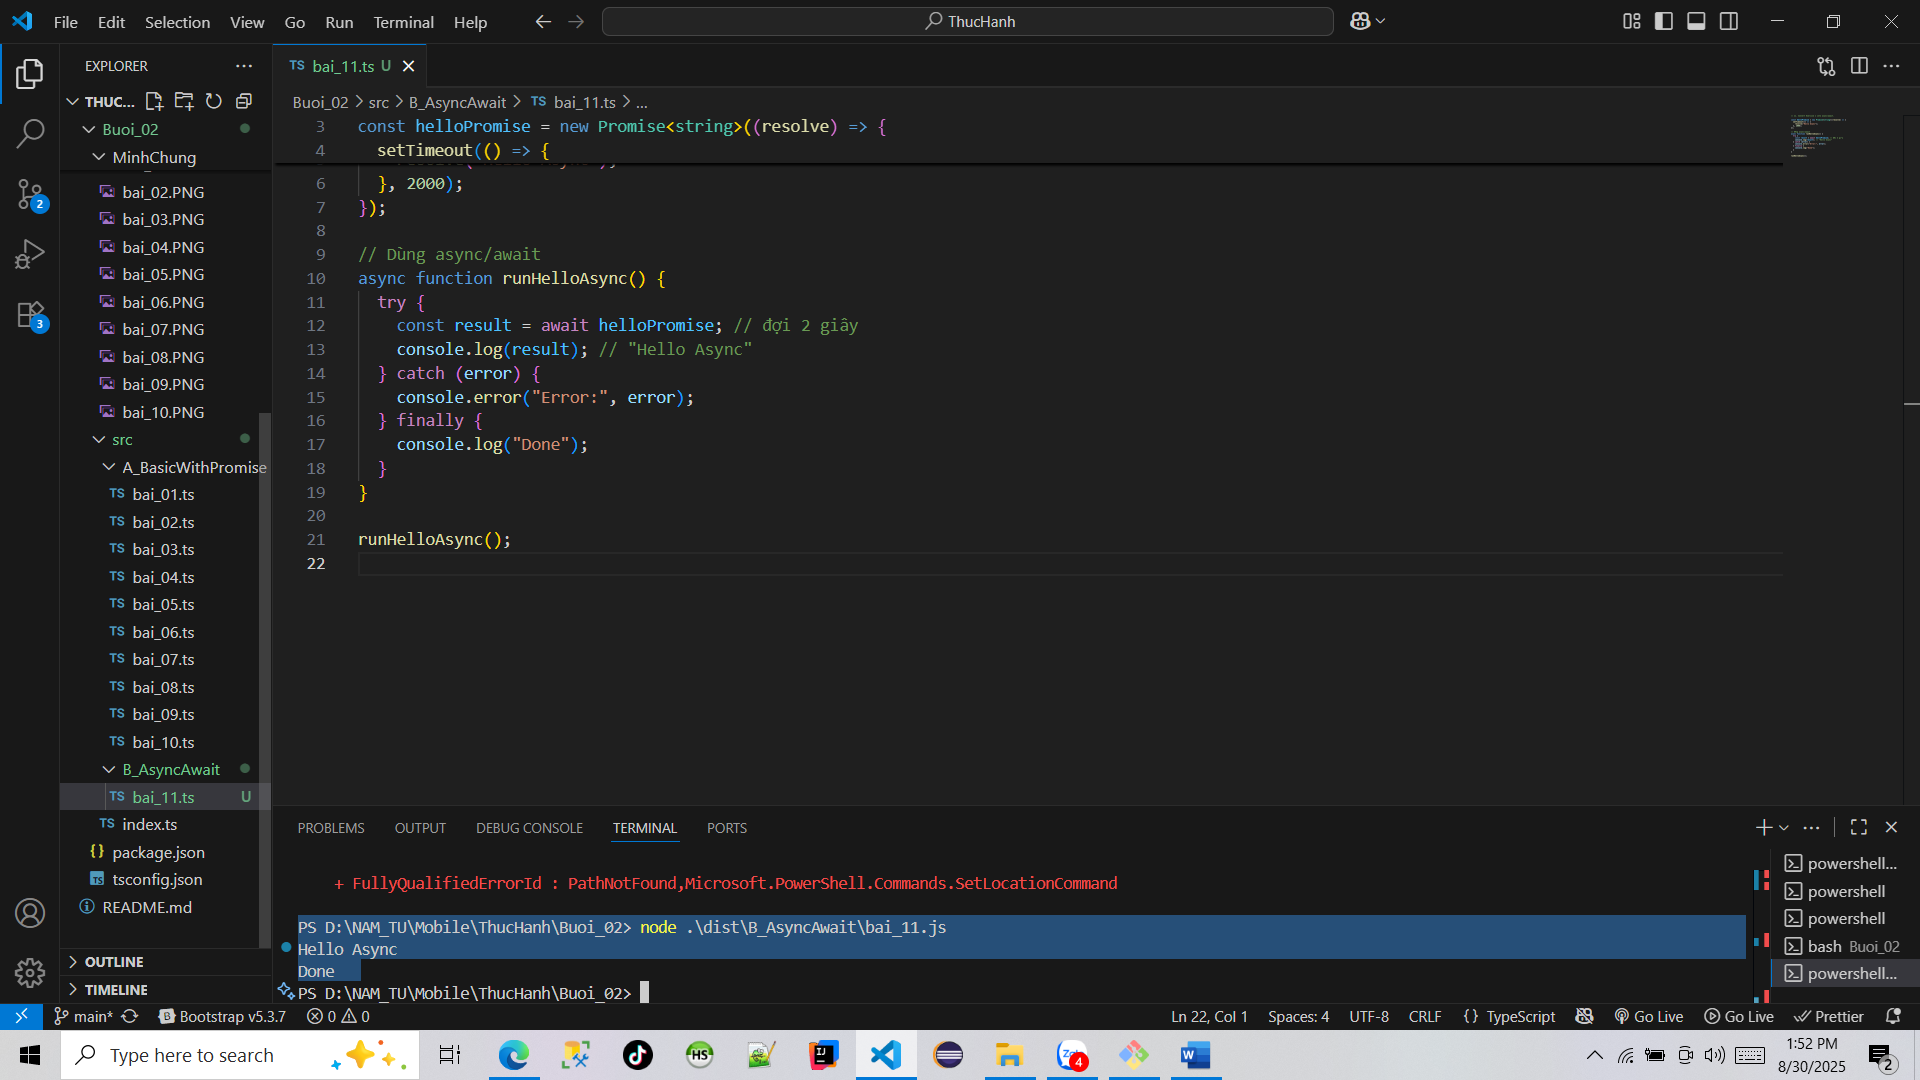 File Edit Selection View Go Run Terminal Help
ThucHanh
EXPLORER
THUC...
Buoi_02
MinhChung
bai_02.PNG
bai_03.PNG
bai_04.PNG
bai_05.PNG
bai_06.PNG
bai_07.PNG
bai_08.PNG
bai_09.PNG
bai_10.PNG
src
A_BasicWithPromise
TS bai_01.ts
TS bai_02.ts
TS bai_03.ts
TS bai_04.ts
TS bai_05.ts
TS bai_06.ts
TS bai_07.ts
TS bai_08.ts
TS bai_09.ts
TS bai_10.ts
B_AsyncAwait
TS bai_11.ts U
TS index.ts
{} package.json
TS tsconfig.json
README.md
OUTLINE
TIMELINE
2
3
TS bai_11.ts U
Buoi_02 > src > B_AsyncAwait > TS bai_11.ts > ...
3 const helloPromise = new Promise<string>((resolve) => {
4 setTimeout(() => {
6 }, 2000);
7 });
8
9 // Dùng async/await
10 async function runHelloAsync() {
11 try {
12 const result = await helloPromise; // đợi 2 giây
13 console.log(result); // "Hello Async"
14 } catch (error) {
15 console.error("Error:", error);
16 } finally {
17 console.log("Done");
18 }
19 }
20
21 runHelloAsync();
22
PROBLEMS OUTPUT DEBUG CONSOLE TERMINAL PORTS
+ FullyQualifiedErrorId : PathNotFound,Microsoft.PowerShell.Commands.SetLocationCommand
PS D:\NAM_TU\Mobile\ThucHanh\Buoi_02> node .\dist\B_AsyncAwait\bai_11.js
Hello Async
Done
PS D:\NAM_TU\Mobile\ThucHanh\Buoi_02>
powershell...
powershell
powershell
bash Buoi_02
powershell...
main* Bootstrap v5.3.7 0 0
Ln 22, Col 1 Spaces: 4 UTF-8 CRLF {} TypeScript Go Live Go Live Prettier
Type here to search
HS
IJ
4
W
1:52 PM
8/30/2025
2